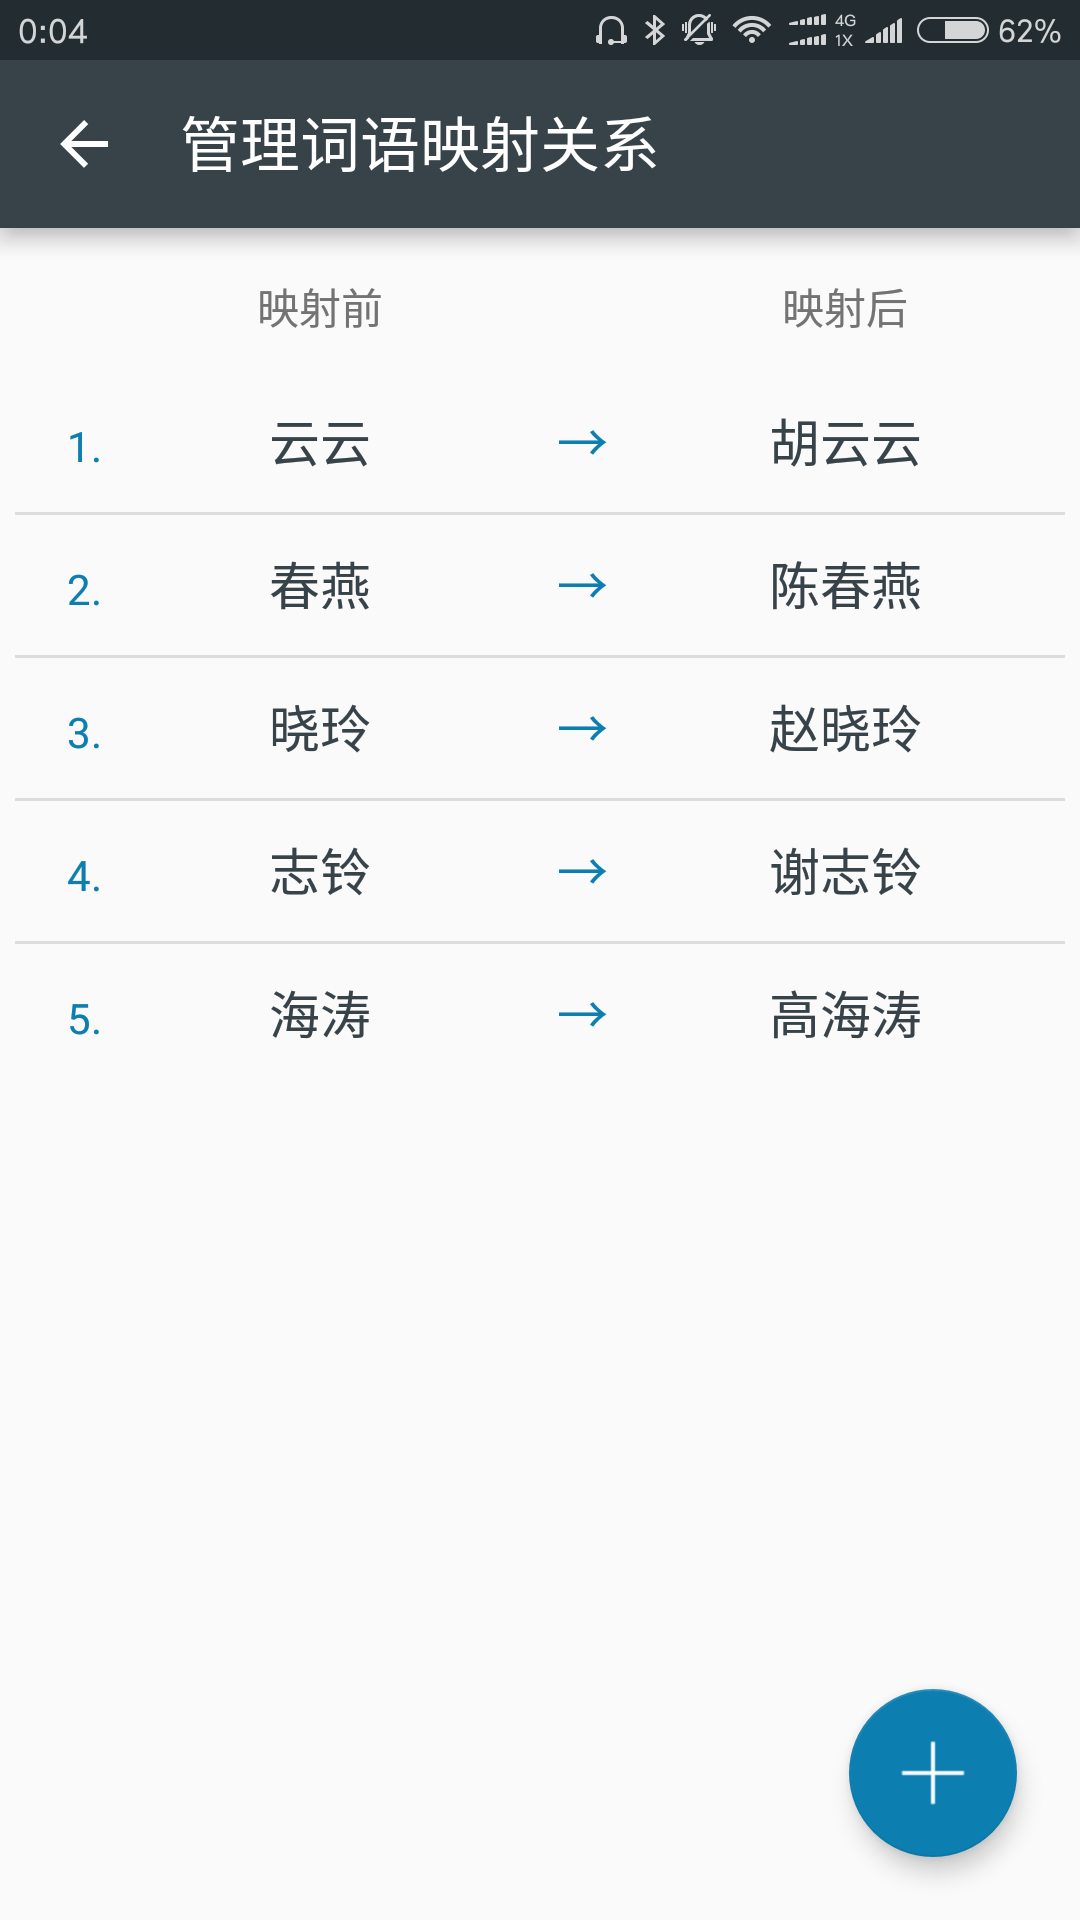 0:04 4G 1X 62%
管理词语映射关系
映射前 映射后
1. 云云 → 胡云云
2. 春燕 → 陈春燕
3. 晓玲 → 赵晓玲
4. 志铃 → 谢志铃
5. 海涛 → 高海涛